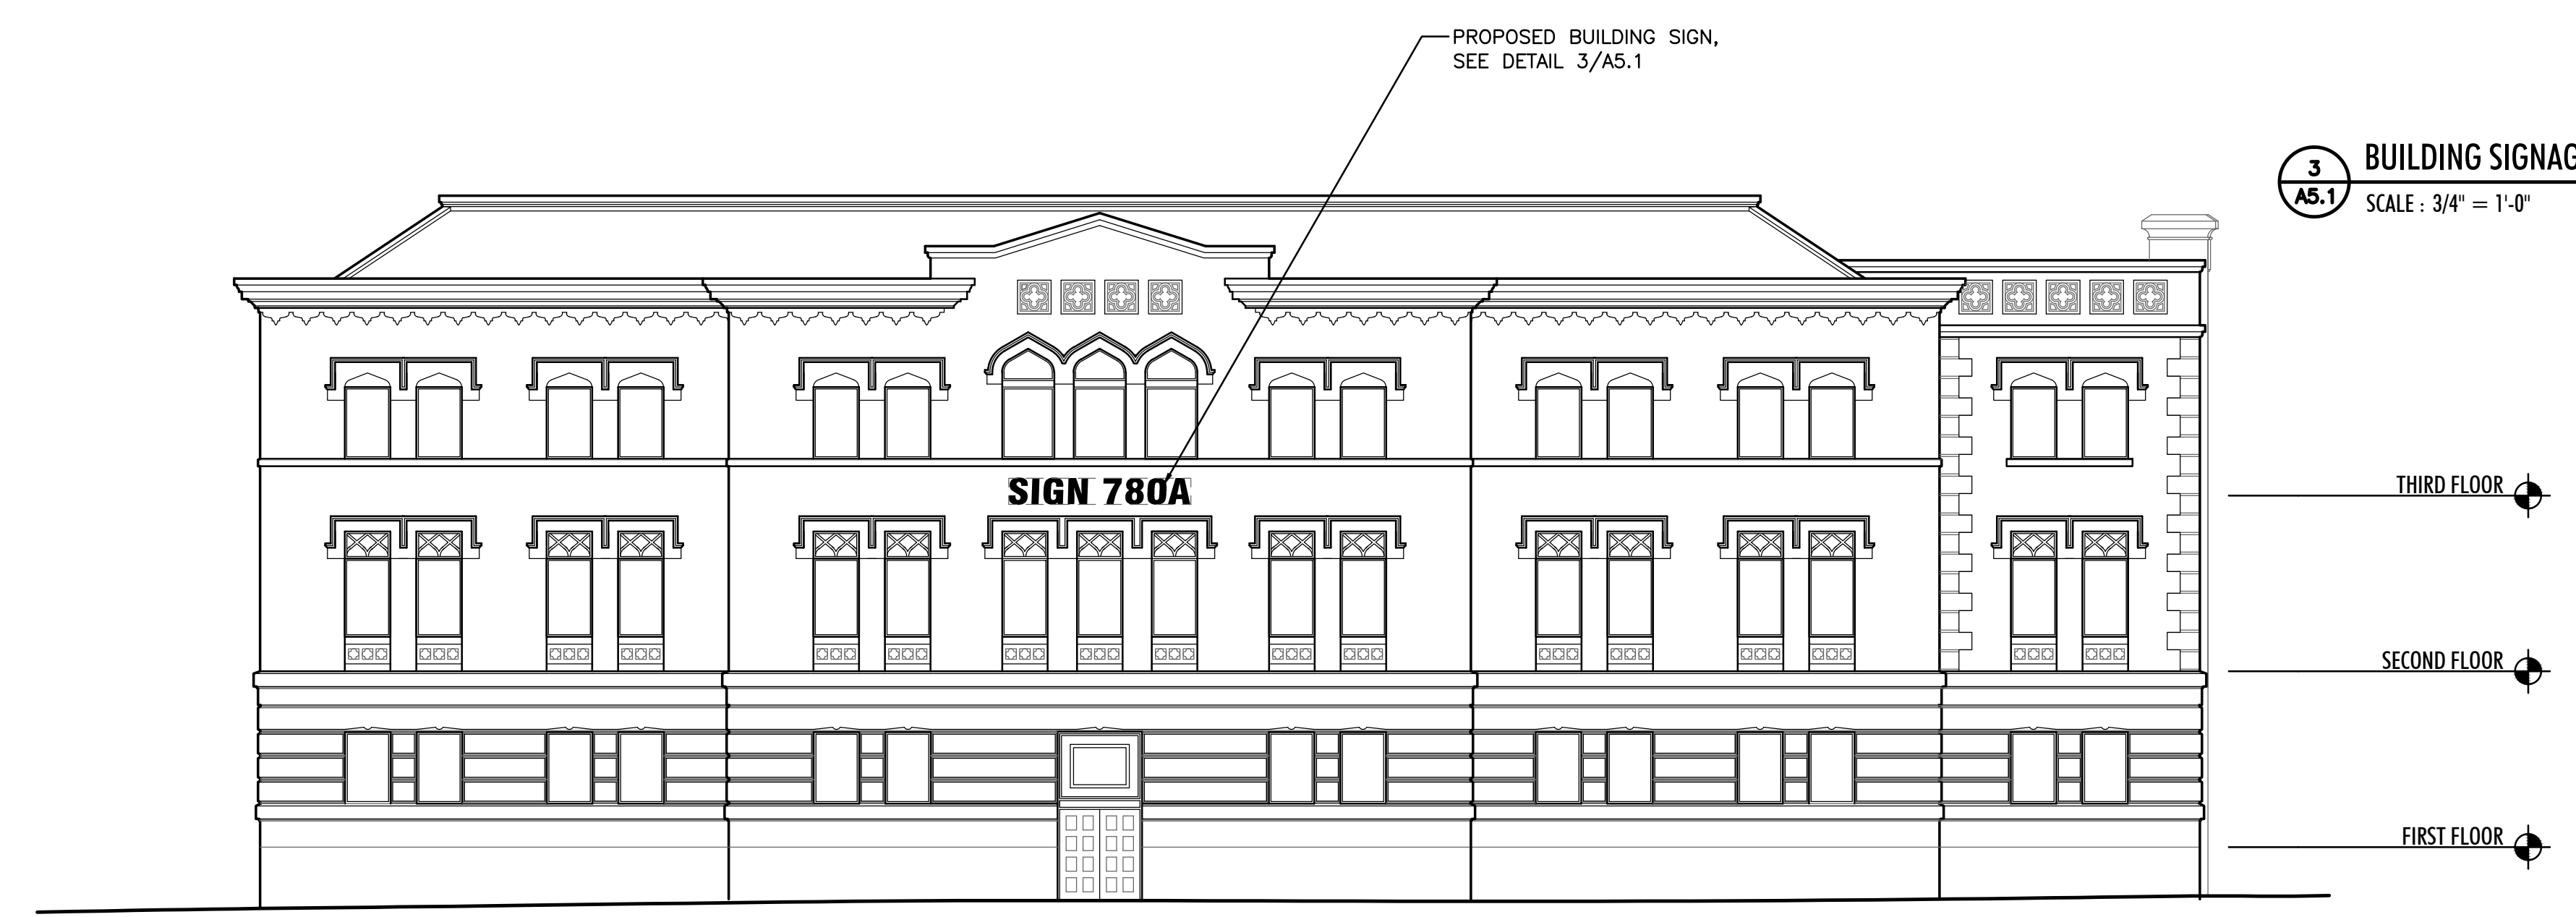 PROPOSED BUILDING SIGN,
SEE DETAIL 3/A5.1
3
A5.1
BUILDING SIGNAG
SCALE : 3/4" = 1'-0"
SIGN 780A
THIRD FLOOR
SECOND FLOOR
FIRST FLOOR